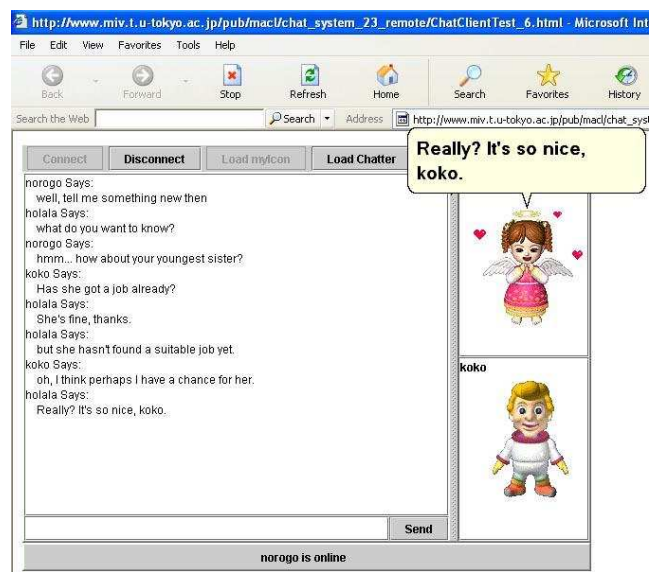 http://www.miv.t.u-tokyo.ac.jp/pub/macl/chat_system_23_remote/ChatClientTest_6.html - Microsoft Int
File Edit View Favorites Tools Help
Back Forward Stop Refresh Home Search Favorites History
Search the Web Search Address http://www.miv.t.u-tokyo.ac.jp/pub/macl/chat_sys
Connect Disconnect Load myIcon Load Chatter
Really? It's so nice,
koko.
norogo Says:
well, tell me something new then
holala Says:
what do you want to know?
norogo Says:
hmm... how about your youngest sister?
koko Says:
Has she got a job already?
holala Says:
She's fine, thanks.
holala Says:
but she hasn't found a suitable job yet.
koko Says:
oh, I think perhaps I have a chance for her.
holala Says:
Really? It's so nice, koko.
koko
Send
norogo is online